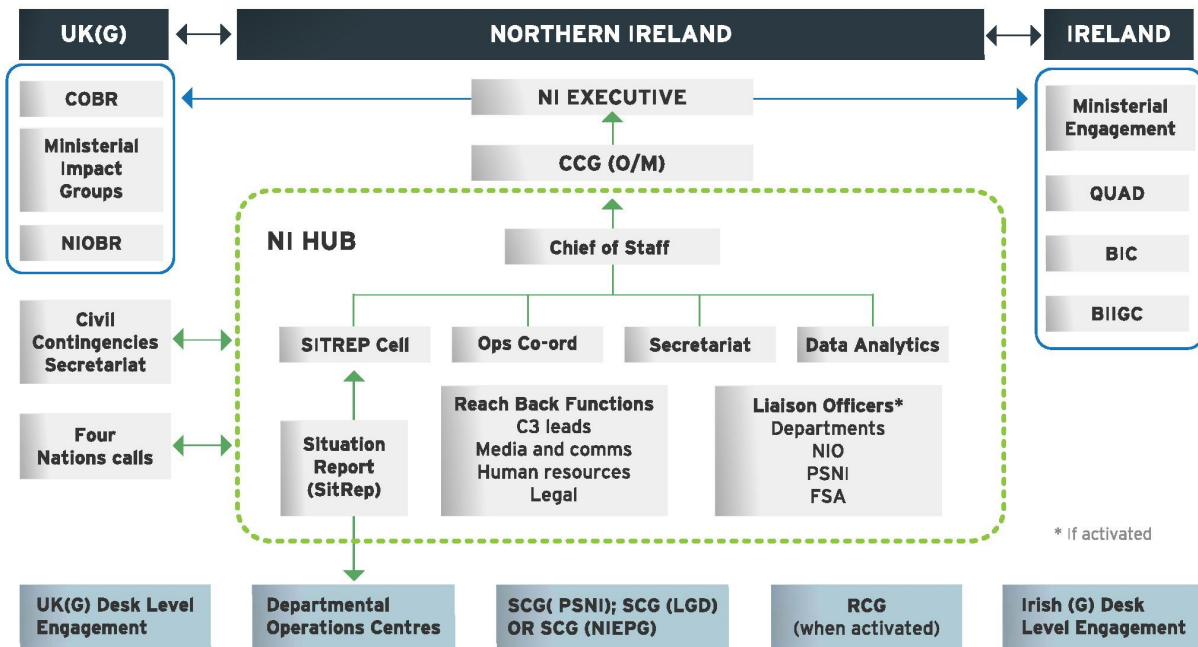 UK(G)
NORTHERN IRELAND
IRELAND
COBR
Ministerial
Impact
Groups
NIOBR
NI EXECUTIVE
CCG (O/M)
Ministerial
Engagement
QUAD
BIC
BIIGC
NI HUB
Chief of Staff
Civil
Contingencies
Secretariat
SITREP Cell
Ops Co-ord
Secretariat
Data Analytics
Four
Nations calls
Situation
Report
(SitRep)
Reach Back Functions
C3 leads
Media and comms
Human resources
Legal
Liaison Officers*
Departments
NIO
PSNI
FSA
* If activated
UK(G) Desk Level
Engagement
Departmental
Operations Centres
SCG( PSNI); SCG (LGD)
OR SCG (NIEPG)
RCG
(when activated)
Irish (G) Desk
Level Engagement